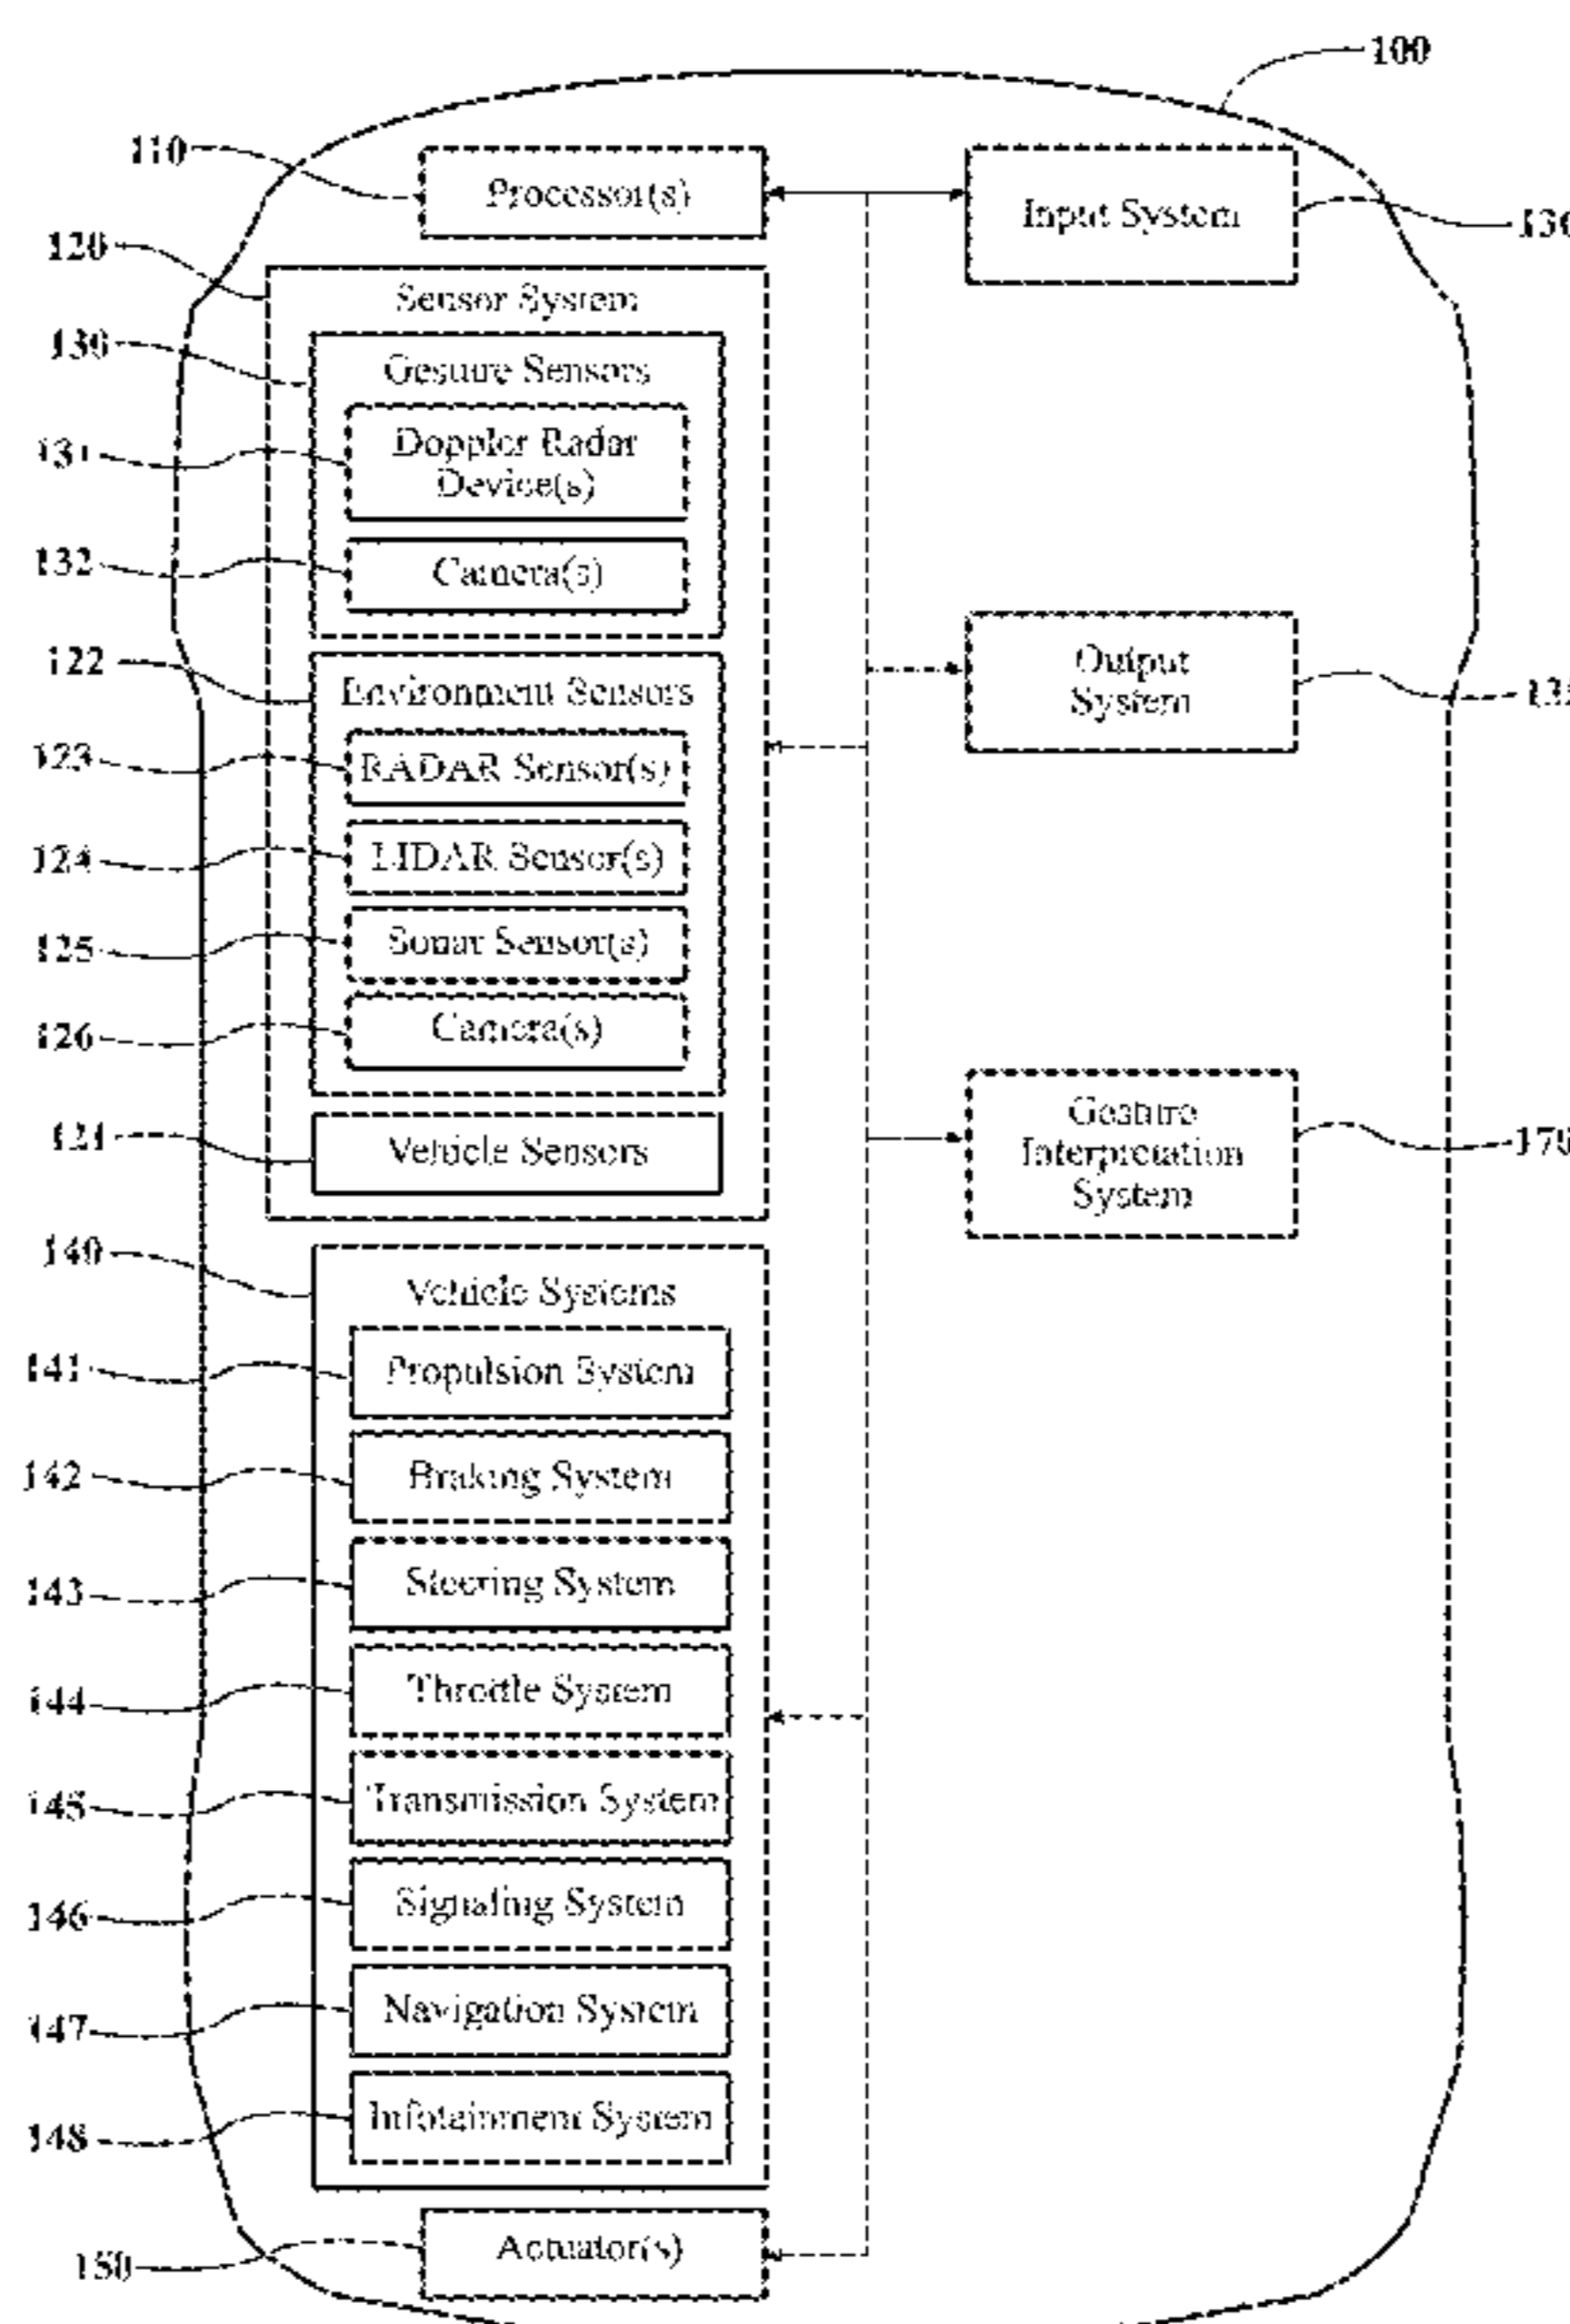 100
110
Processor(s)
Input System
120
Sensor System
130
Gesture Sensors
131
Doppler Radar
Device(s)
132
Camera(s)
122
Environment Sensors
Output
System
123
RADAR Sensor(s)
124
LIDAR Sensor(s)
125
Sonar Sensor(s)
126
Camera(s)
121
Vehicle Sensors
Gesture
Interpretation
System
140
Vehicle Systems
141
Propulsion System
142
Braking System
143
Steering System
144
Throttle System
145
Transmission System
146
Signaling System
147
Navigation System
148
Infotainment System
150
Actuator(s)